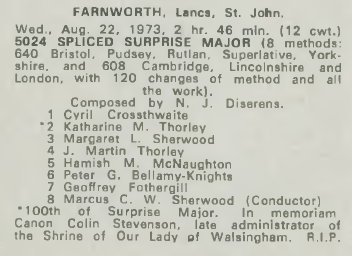 FARNWORTH, Lancs, St. John.
Wed., Aug. 22, 1973, 2 hr. 46 min. (12 cwt.)
5024 SPLICED SURPRISE MAJOR (8 methods:
640 Bristol, Pudsey, Rutlan, Superlative, York-
shire, and 608 Cambridge, Lincolnshire and
London, with 120 changes of method and all
the work).
Composed by N. J. Diserens.
1 Cyril Crossthwaite
*2 Katharine M. Thorley
3 Margaret L. Sherwood
4 J. Martin Thorley
5 Hamish M. McNaughton
6 Peter G. Bellamy-Knights
7 Geoffrey Fothergill
8 Marcus C. W. Sherwood (Conductor)
*100th of Surprise Major. In memoriam
Canon Colin Stevenson, late administrator of
the Shrine of Our Lady of Walsingham. R.I.P.